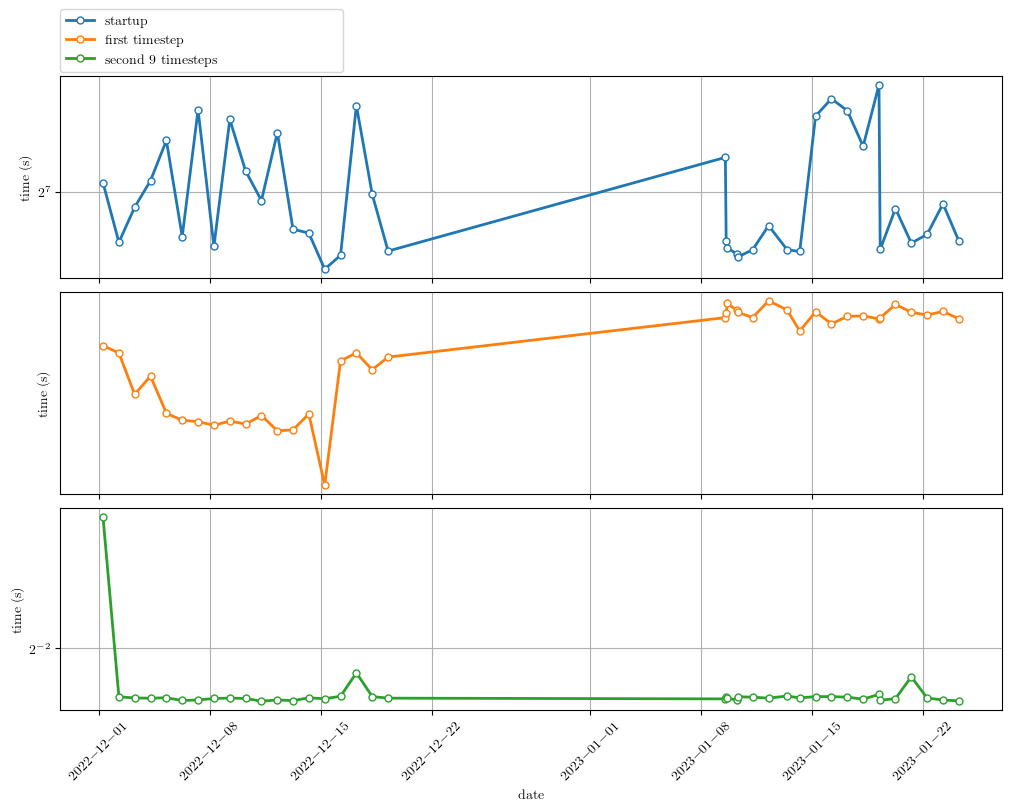 startup
first timestep
second 9 timesteps
time (s)
2^7
time (s)
time (s)
2^−2
2022−12−01
2022−12−08
2022−12−15
2022−12−22
2023−01−01
2023−01−08
2023−01−15
2023−01−22
date